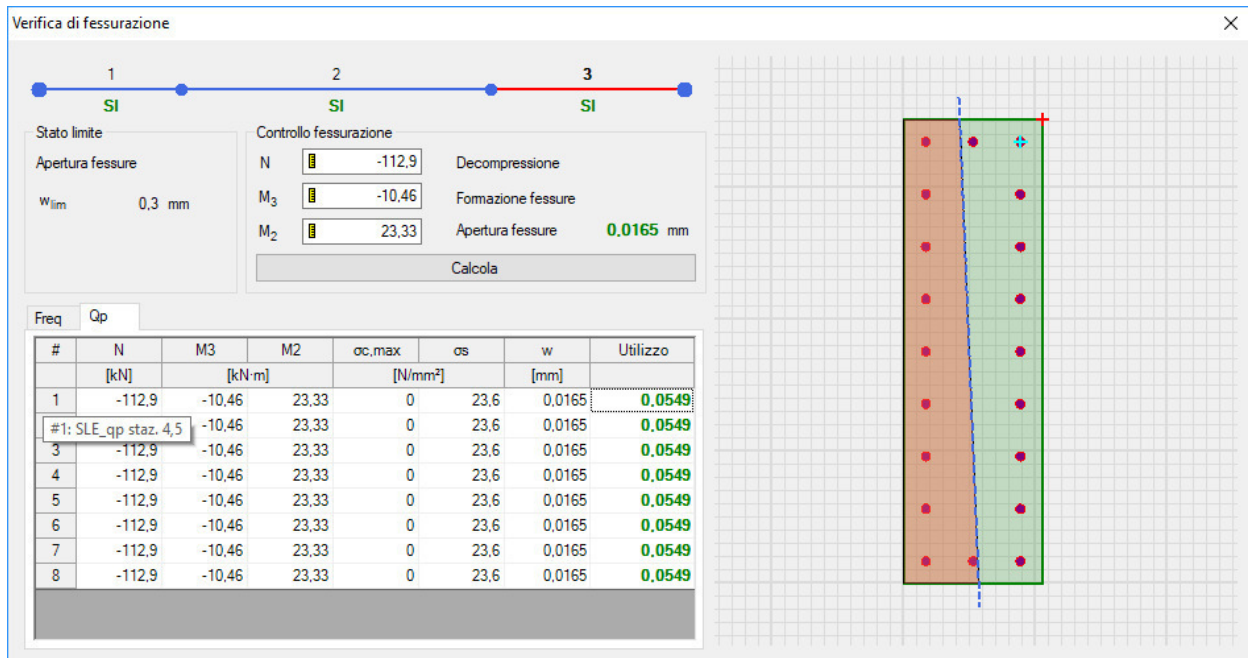 Verifica di fessurazione
1 2 3
SI SI SI
Stato limite
Apertura fessure
wlim 0,3 mm
Controllo fessurazione
N -112,9 Decompressione
M3 -10,46 Formazione fessure
M2 23,33 Apertura fessure 0,0165 mm
Calcola
Freq Qp
# N M3 M2 σc,max σs w Utilizzo
[kN] [kN·m] [N/mm²] [mm]
1 -112,9 -10,46 23,33 0 23,6 0,0165 0,0549
#1: SLE_qp staz. 4,5 -10,46 23,33 0 23,6 0,0165 0,0549
3 -112,9 -10,46 23,33 0 23,6 0,0165 0,0549
4 -112,9 -10,46 23,33 0 23,6 0,0165 0,0549
5 -112,9 -10,46 23,33 0 23,6 0,0165 0,0549
6 -112,9 -10,46 23,33 0 23,6 0,0165 0,0549
7 -112,9 -10,46 23,33 0 23,6 0,0165 0,0549
8 -112,9 -10,46 23,33 0 23,6 0,0165 0,0549